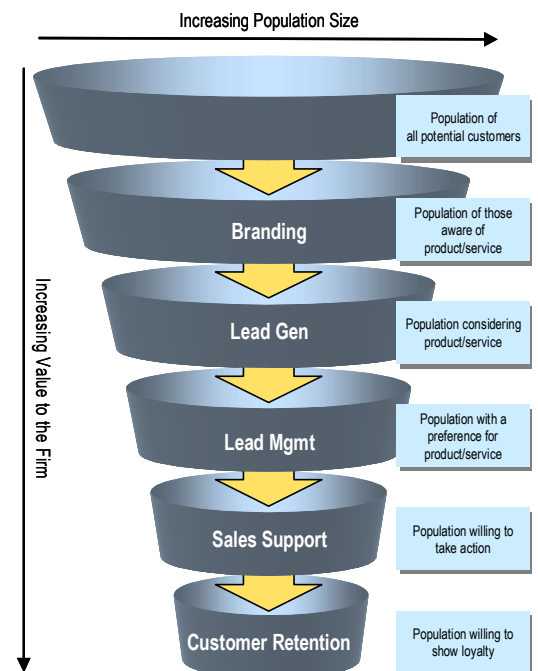 Increasing Population Size
Increasing Value to the Firm
Population of
all potential customers
Branding
Population of those
aware of
product/service
Lead Gen
Population considering
product/service
Lead Mgmt
Population with a
preference for
product/service
Sales Support
Population willing to
take action
Customer Retention
Population willing to
show loyalty